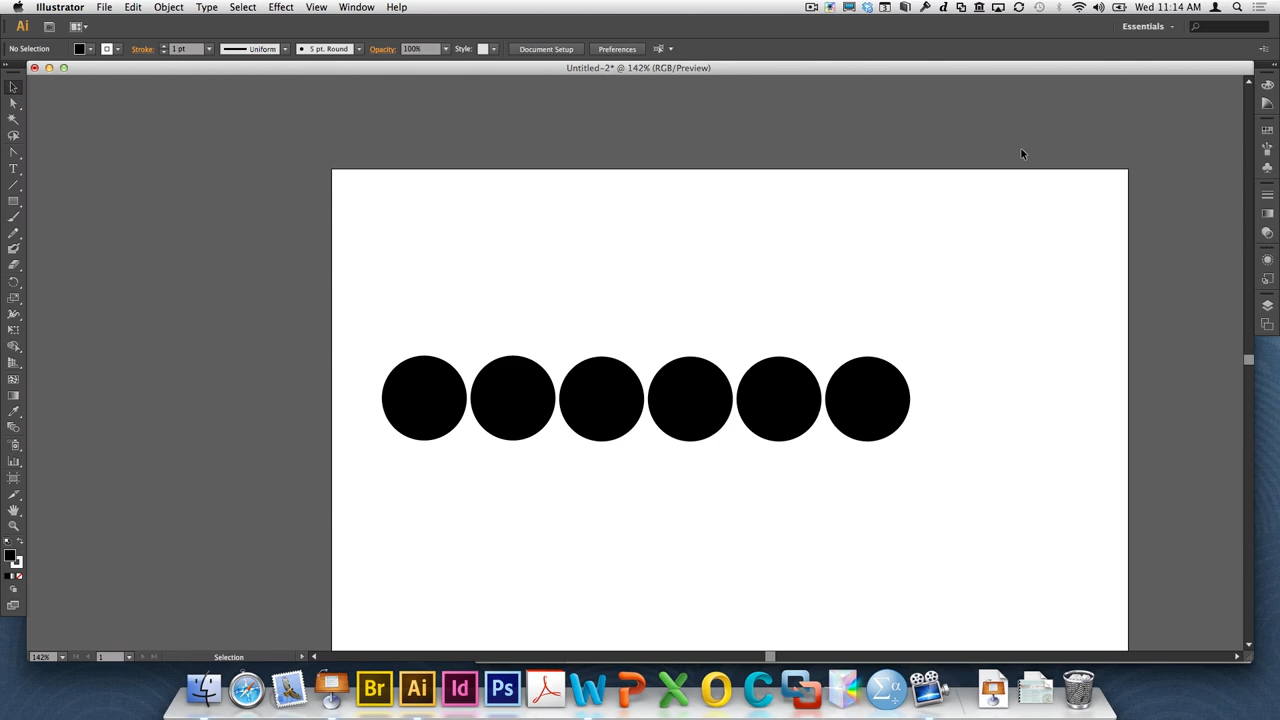 Illustrator File Edit Object Type Select Effect View Window Help
Wed 11:14 AM
Ai
Essentials
No Selection Stroke: 1 pt Uniform 5 pt. Round Opacity: 100% Style: Document Setup Preferences
Untitled-2* @ 142% (RGB/Preview)
T
142% 1 Selection
Br Ai Id Ps